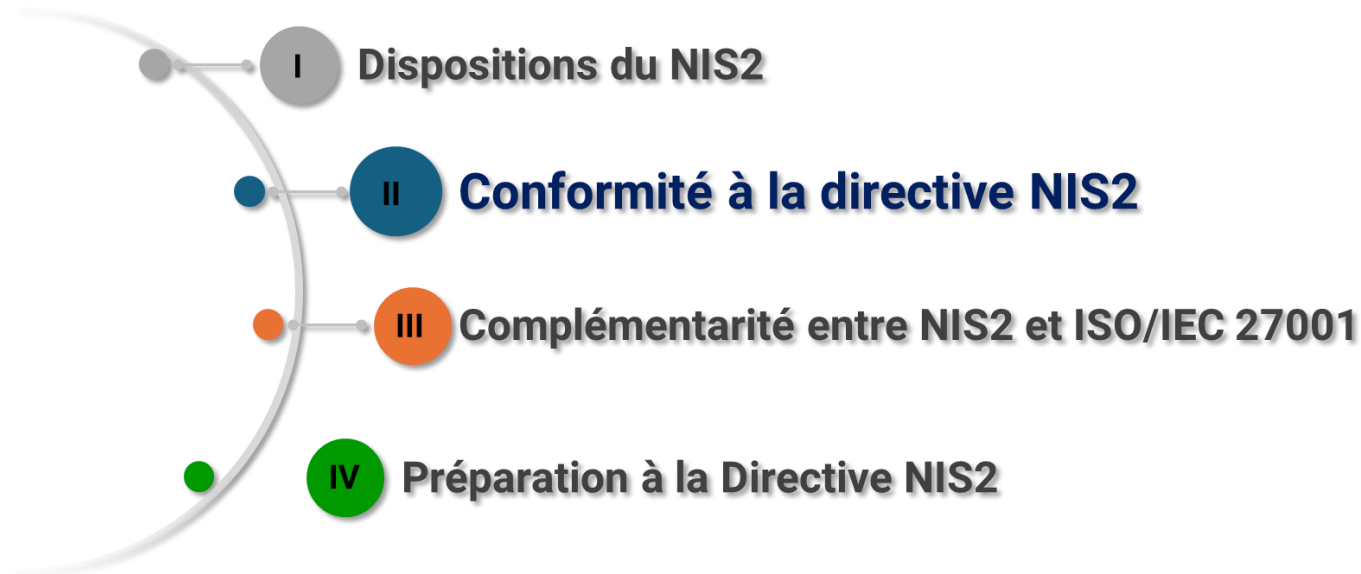 I Dispositions du NIS2
II Conformité à la directive NIS2
III Complémentarité entre NIS2 et ISO/IEC 27001
IV Préparation à la Directive NIS2